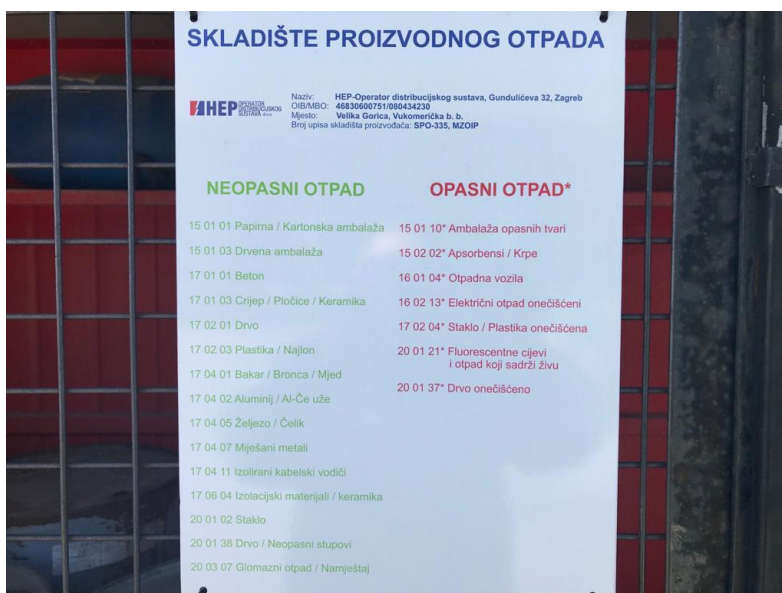 SKLADIŠTE PROIZVODNOG OTPADA
HEP OPERATOR DISTRIBUCIJSKOG SUSTAVA d.o.o.
Naziv: HEP-Operator distribucijskog sustava, Gundulićeva 32, Zagreb
OIB/MBO: 46830600751/080434230
Mjesto: Velika Gorica, Vukomerička b. b.
Broj upisa skladišta proizvođača: SPO-335, MZOIP
NEOPASNI OTPAD
15 01 01 Papirna / Kartonska ambalaža
15 01 03 Drvena ambalaža
17 01 01 Beton
17 01 03 Crijep / Pločice / Keramika
17 02 01 Drvo
17 02 03 Plastika / Najlon
17 04 01 Bakar / Bronca / Mjed
17 04 02 Aluminij / Al-Če uže
17 04 05 Željezo / Čelik
17 04 07 Miješani metali
17 04 11 Izolirani kabelski vodiči
17 06 04 Izolacijski materijali / keramika
20 01 02 Staklo
20 01 38 Drvo / Neopasni stupovi
20 03 07 Glomazni otpad / Namještaj
OPASNI OTPAD*
15 01 10* Ambalaža opasnih tvari
15 02 02* Apsorbensi / Krpe
16 01 04* Otpadna vozila
16 02 13* Električni otpad onečišćeni
17 02 04* Staklo / Plastika onečišćena
20 01 21* Fluorescentne cijevi
i otpad koji sadrži živu
20 01 37* Drvo onečišćeno